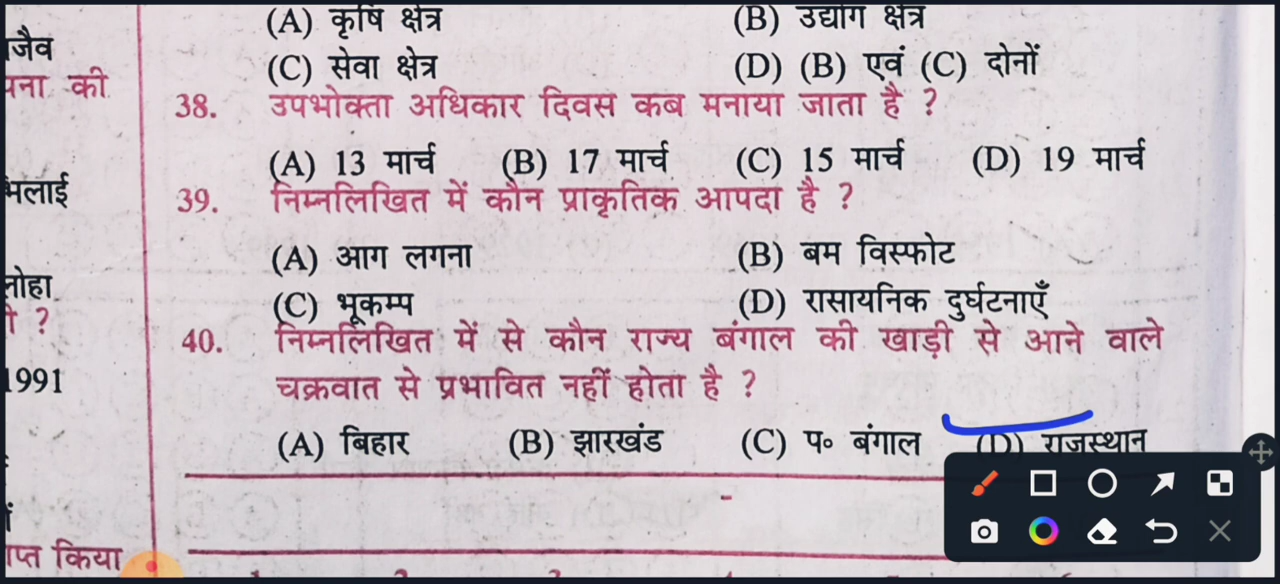 (A) कृषि क्षेत्र (B) उद्योग क्षेत्र
जैव
(C) सेवा क्षेत्र (D) (B) एवं (C) दोनों
की
38. उपभोक्ता अधिकार दिवस कब मनाया जाता है ?
(A) 13 मार्च (B) 17 मार्च (C) 15 मार्च (D) 19 मार्च
39. निम्नलिखित में कौन प्राकृतिक आपदा है ?
(A) आग लगना (B) बम विस्फोट
लोहा
(C) भूकम्प (D) रासायनिक दुर्घटनाएँ
?
40. निम्नलिखित में से कौन राज्य बंगाल की खाड़ी से आने वाले
1991 चक्रवात से प्रभावित नहीं होता है ?
(A) बिहार (B) झारखंड (C) प० बंगाल (D) राजस्थान
किया